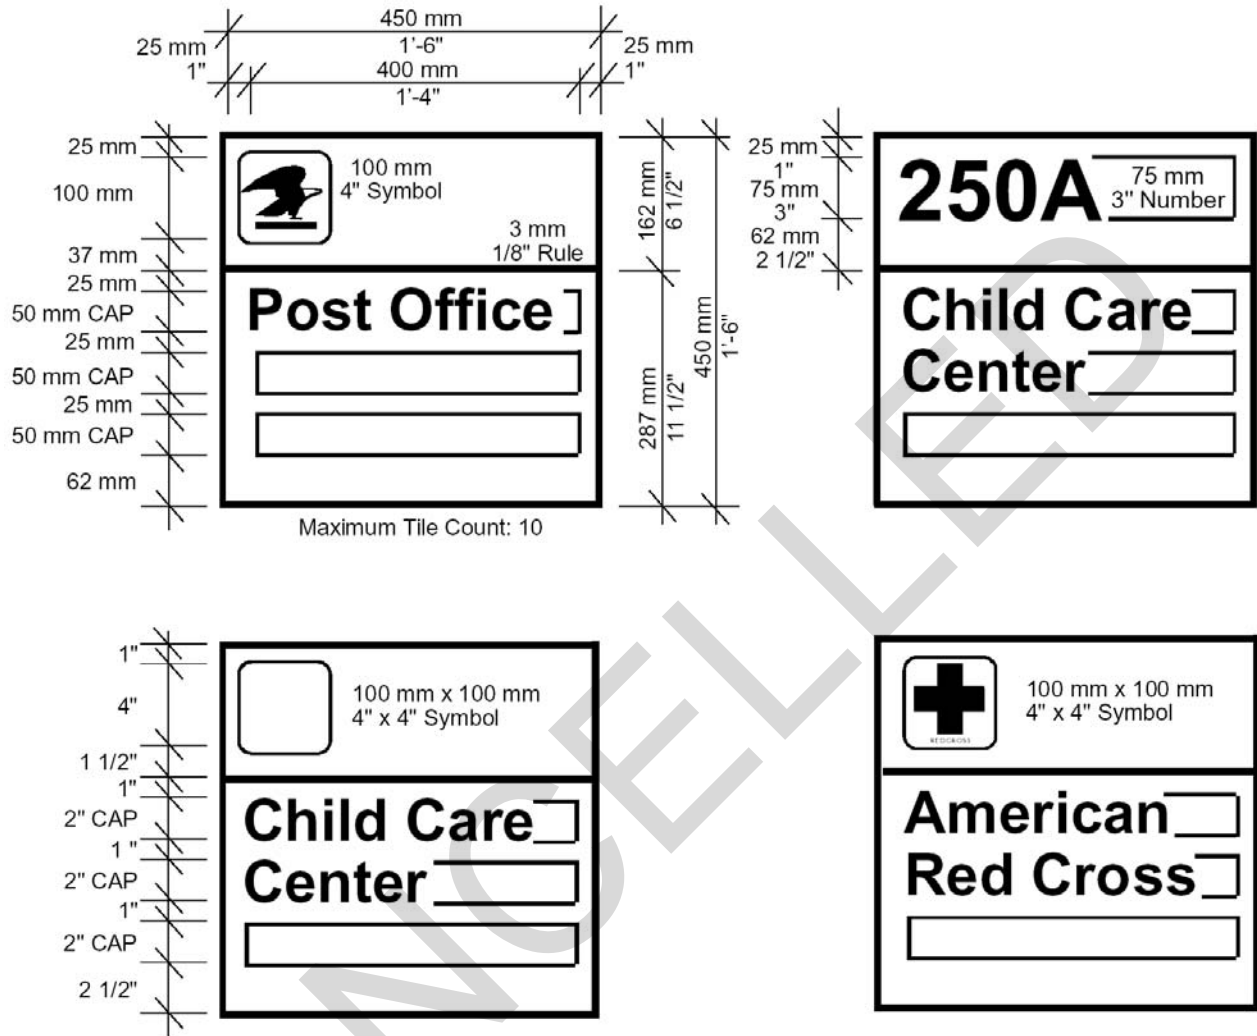 450 mm
1'-6"
25 mm
1"
25 mm
1"
400 mm
1'-4"
25 mm
100 mm
37 mm
25 mm
50 mm CAP
25 mm
50 mm CAP
25 mm
50 mm CAP
62 mm
100 mm
4" Symbol
3 mm
1/8" Rule
Post Office
Maximum Tile Count: 10
162 mm
6 1/2"
287 mm
11 1/2"
450 mm
1'-6"
25 mm
1"
75 mm
3"
62 mm
2 1/2"
250A
75 mm
3" Number
Child Care
Center
1"
4"
1 1/2"
1"
2" CAP
1 "
2" CAP
1"
2" CAP
2 1/2"
100 mm x 100 mm
4" x 4" Symbol
Child Care
Center
REDCROSS
100 mm x 100 mm
4" x 4" Symbol
American
Red Cross
NCELLED